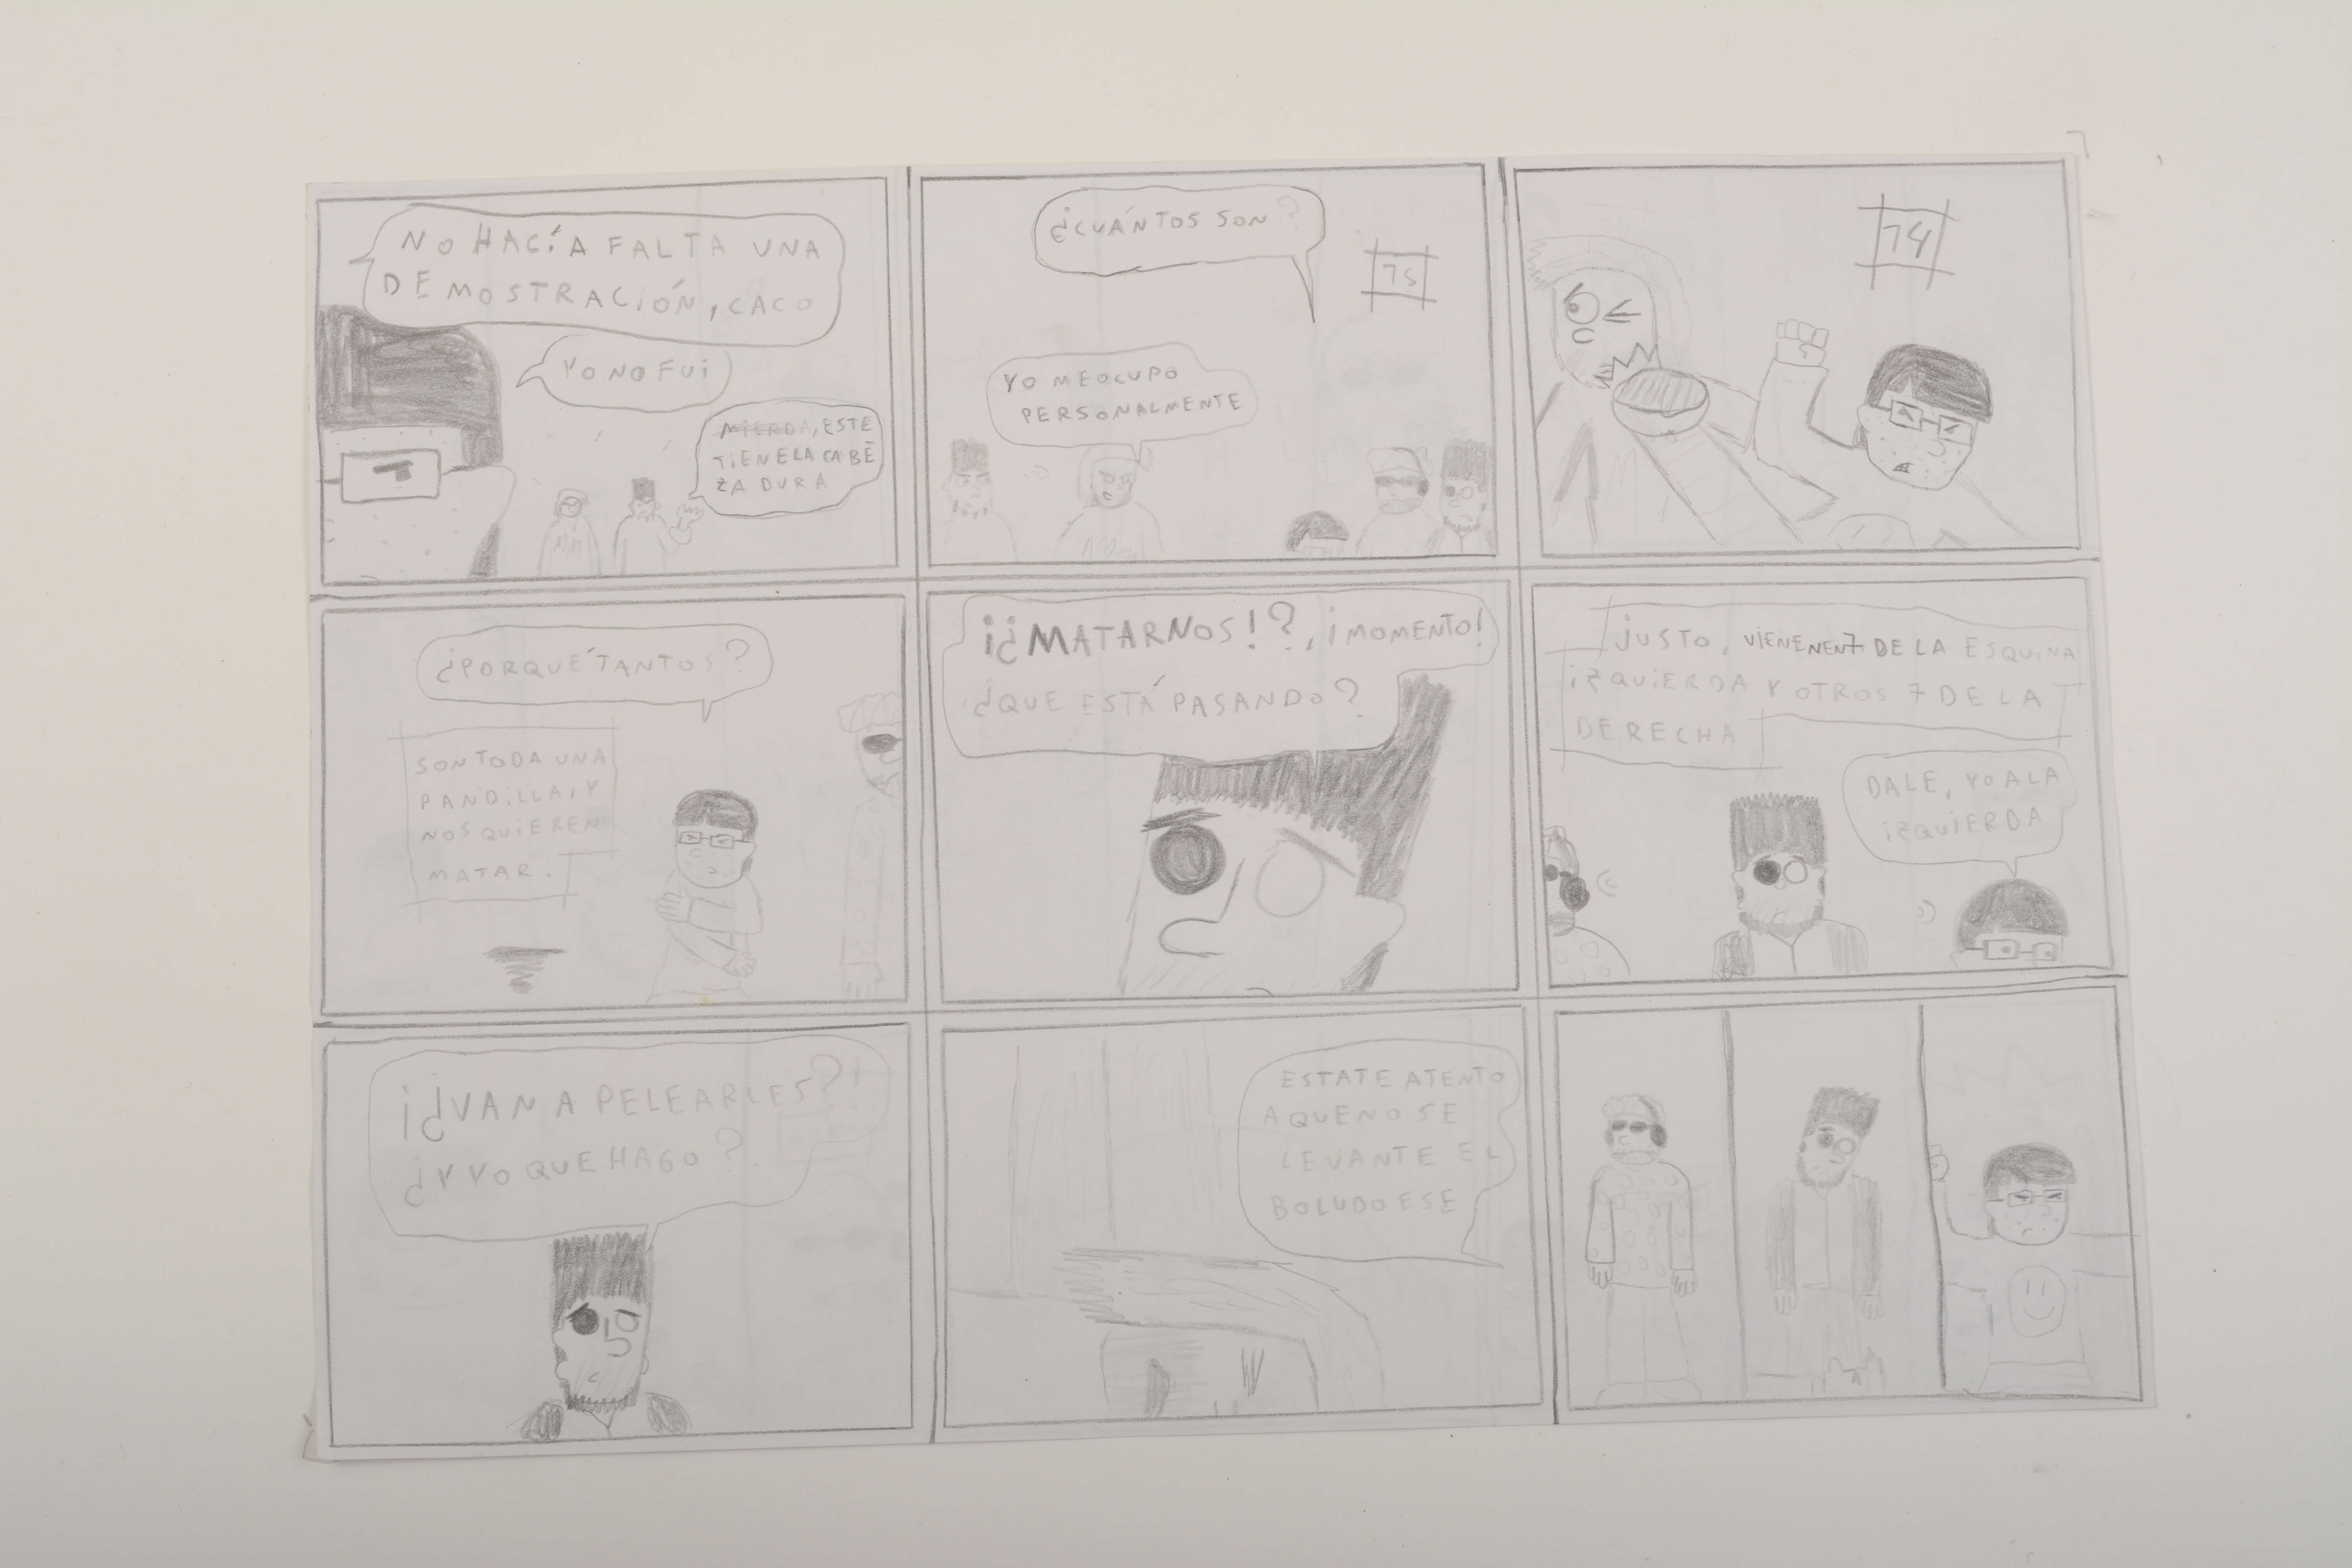 NO HACÍA FALTA UNA
DEMOSTRACIÓN, CACO
YO NO FUI
MIERDA, ESTE
TIENE LA CABE
ZA DURA
¿CUÁNTOS SON?
15
YO ME OCUPO
PERSONALMENTE
14
¿PORQUÉ TANTOS?
SON TODA UNA
PANDILLA, Y
NOS QUIEREN
MATAR.
¡¿MATARNOS!?, ¡MOMENTO!
¿QUE ESTÁ PASANDO?
JUSTO, VIENEN EN 7 DE LA ESQUINA
IZQUIERDA Y OTROS 7 DE LA
DERECHA
DALE, YO A LA
IZQUIERDA
¡¿VAN A PELEARLES?!
¿Y YO QUE HAGO?.
ESTATE ATENTO
A QUE NO SE
LEVANTE EL
BOLUDO ESE